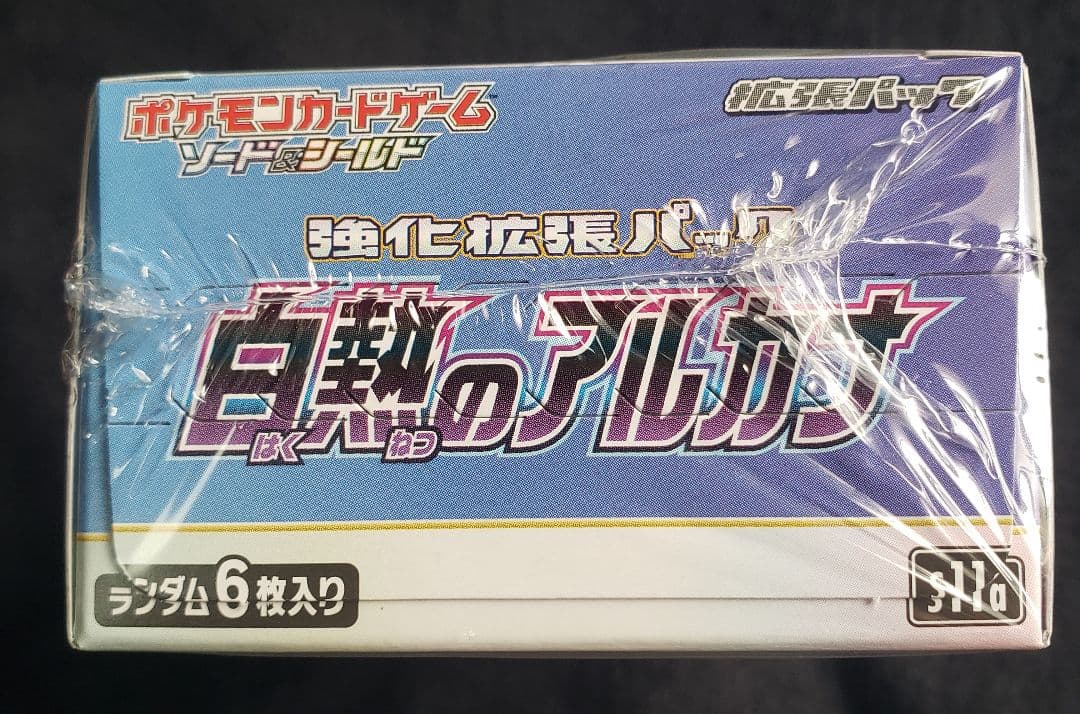 ポケモンカードゲーム™
ソード&シールド
拡張パック
強化拡張パック
白熱のアルカナ
はく ねつ
ランダム6枚入り
s11a